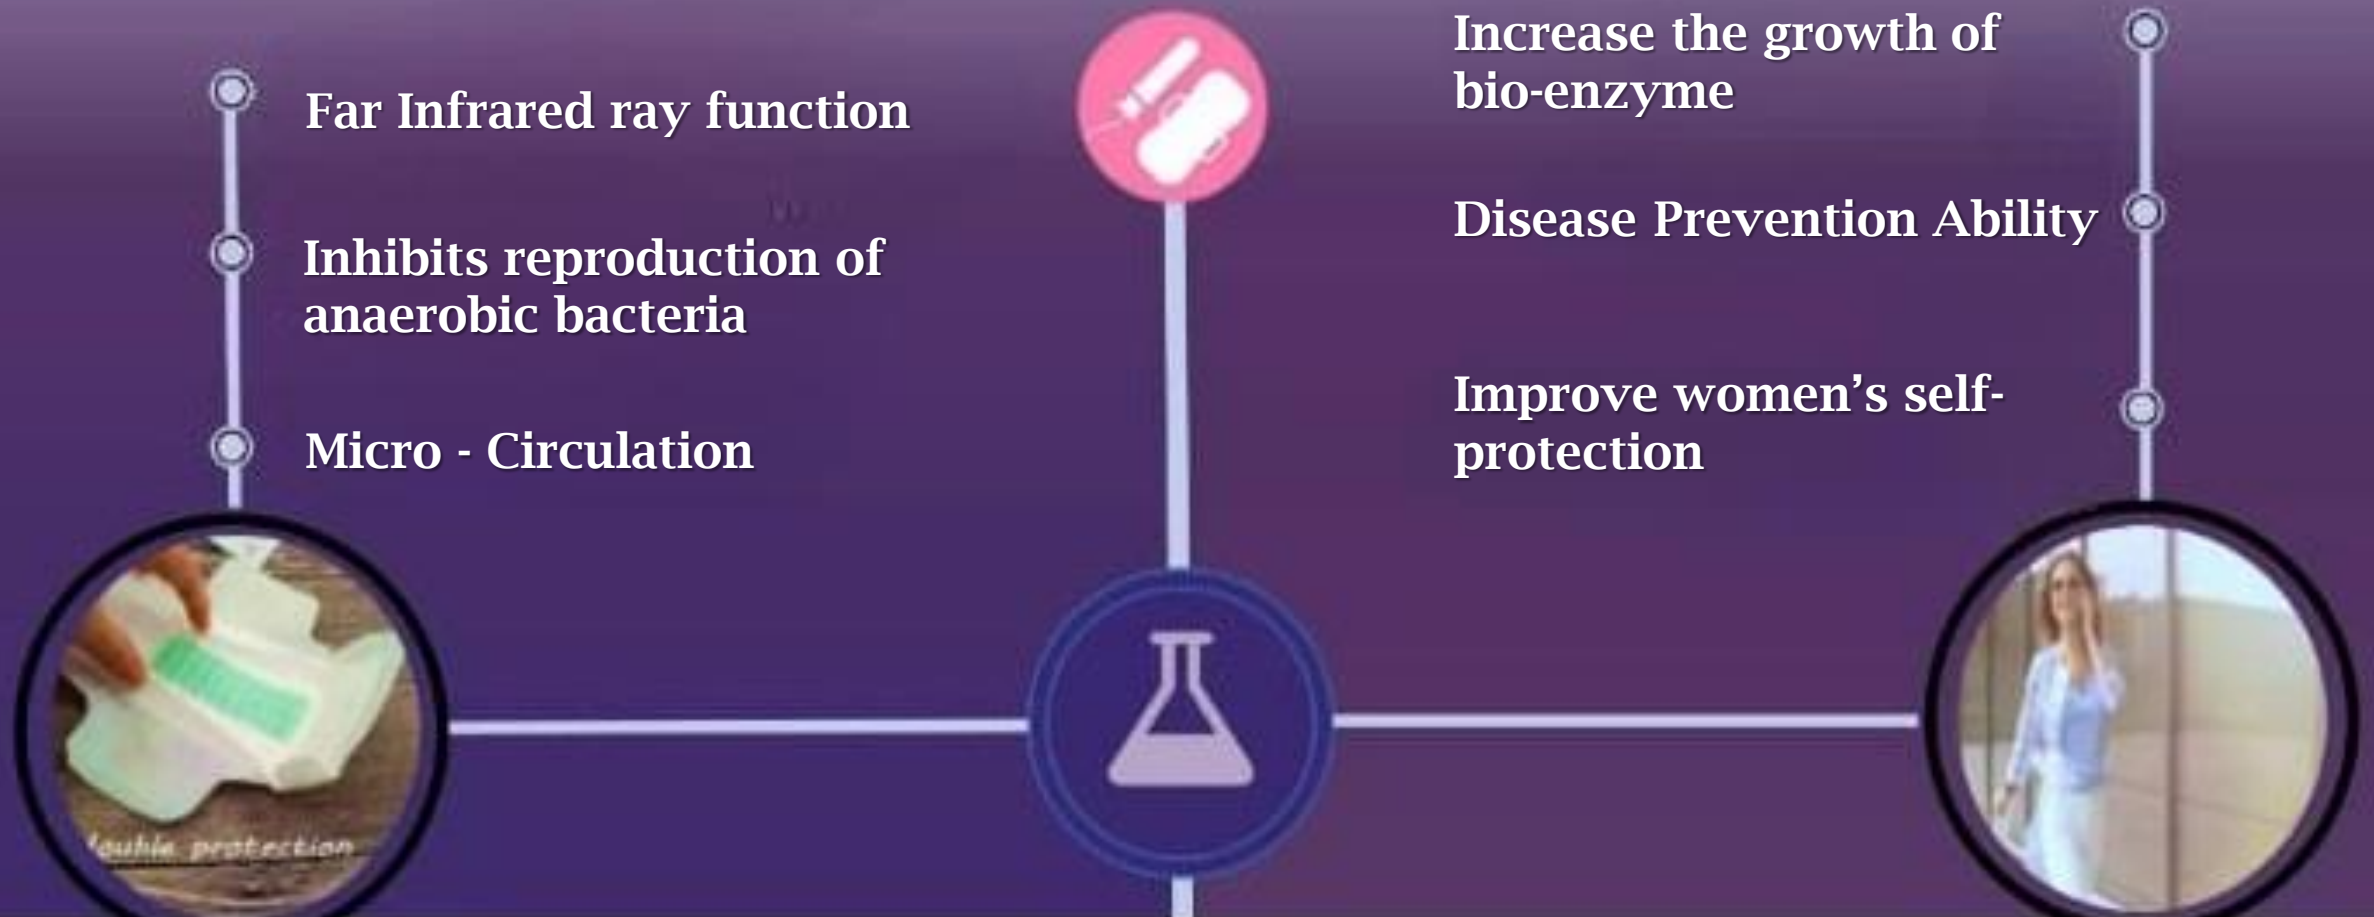 Far Infrared ray function
Inhibits reproduction of
anaerobic bacteria
Micro - Circulation
Increase the growth of
bio-enzyme
Disease Prevention Ability
Improve women’s self-
protection
double protection